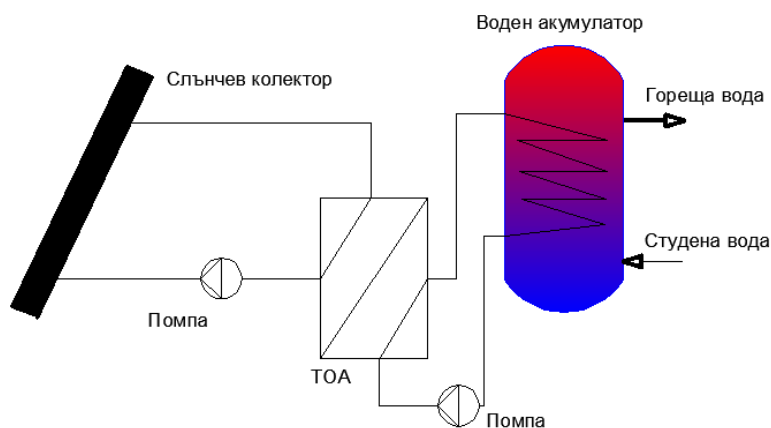 Воден акумулатор
Слънчев колектор
Гореща вода
Студена вода
Помпа
ТОА
Помпа